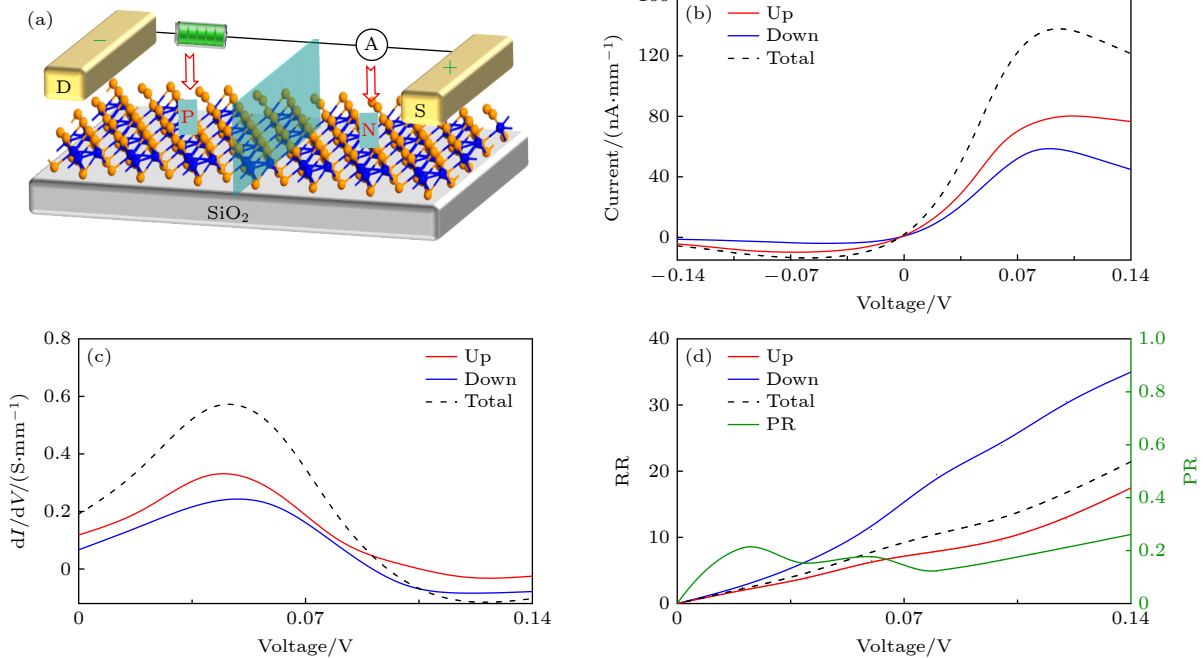 (a)
−
A
+
D
S
P
N
SiO₂
(b)
Up
Down
Total
120
80
40
0
Current/(nA·mm⁻¹)
−0.14
−0.07
0
0.07
0.14
Voltage/V
(c)
Up
Down
Total
0.8
0.6
0.4
0.2
0
dI/dV/(S·mm⁻¹)
0
0.07
0.14
Voltage/V
(d)
Up
Down
Total
PR
40
30
20
10
0
RR
1.0
0.8
0.6
0.4
0.2
0
PR
0
0.07
0.14
Voltage/V